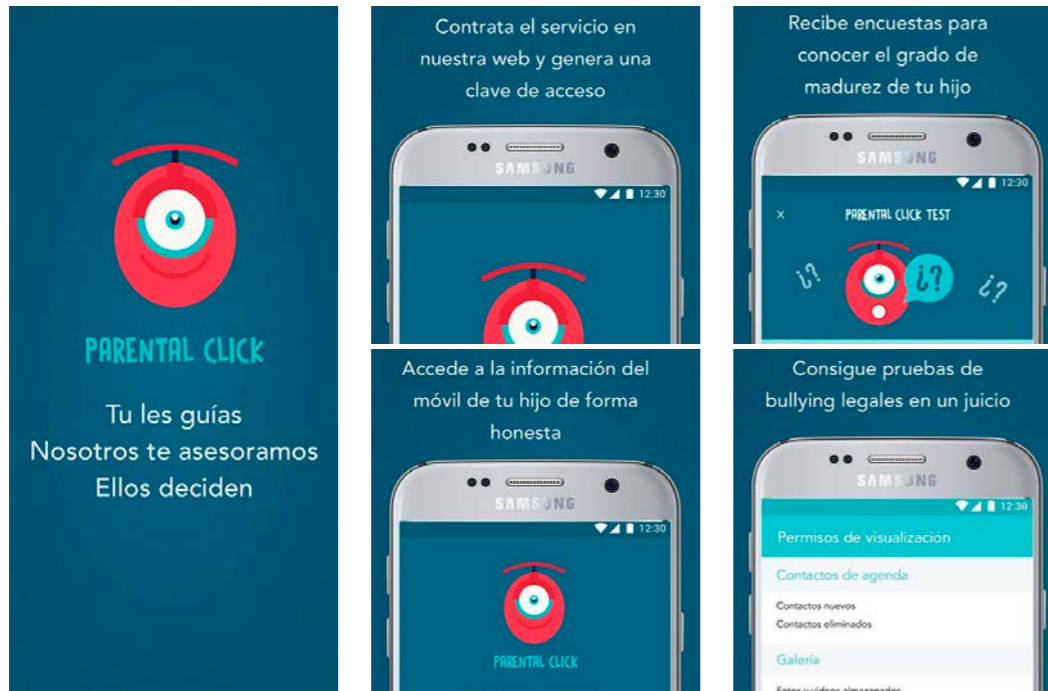 PARENTAL CLICK
Tu les guías
Nosotros te asesoramos
Ellos deciden
Contrata el servicio en
nuestra web y genera una
clave de acceso
SAMSUNG
12:30
Recibe encuestas para
conocer el grado de
madurez de tu hijo
SAMSUNG
12:30
x
PARENTAL CLICK TEST
¿?
¿?
¿?
Accede a la información del
móvil de tu hijo de forma
honesta
SAMSUNG
12:30
PARENTAL CLICK
Consigue pruebas de
bullying legales en un juicio
SAMSUNG
12:30
Permisos de visualización
Contactos de agenda
Contactos nuevos
Contactos eliminados
Galería
Fotos y vídeos almacenados